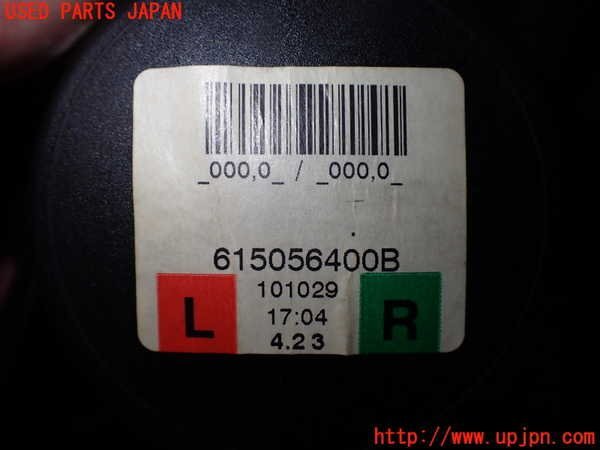 USED PARTS JAPAN
_000,0_ / _000,0_
615056400B
101029
L
17:04
R
4.23
http://www.upjpn.com/